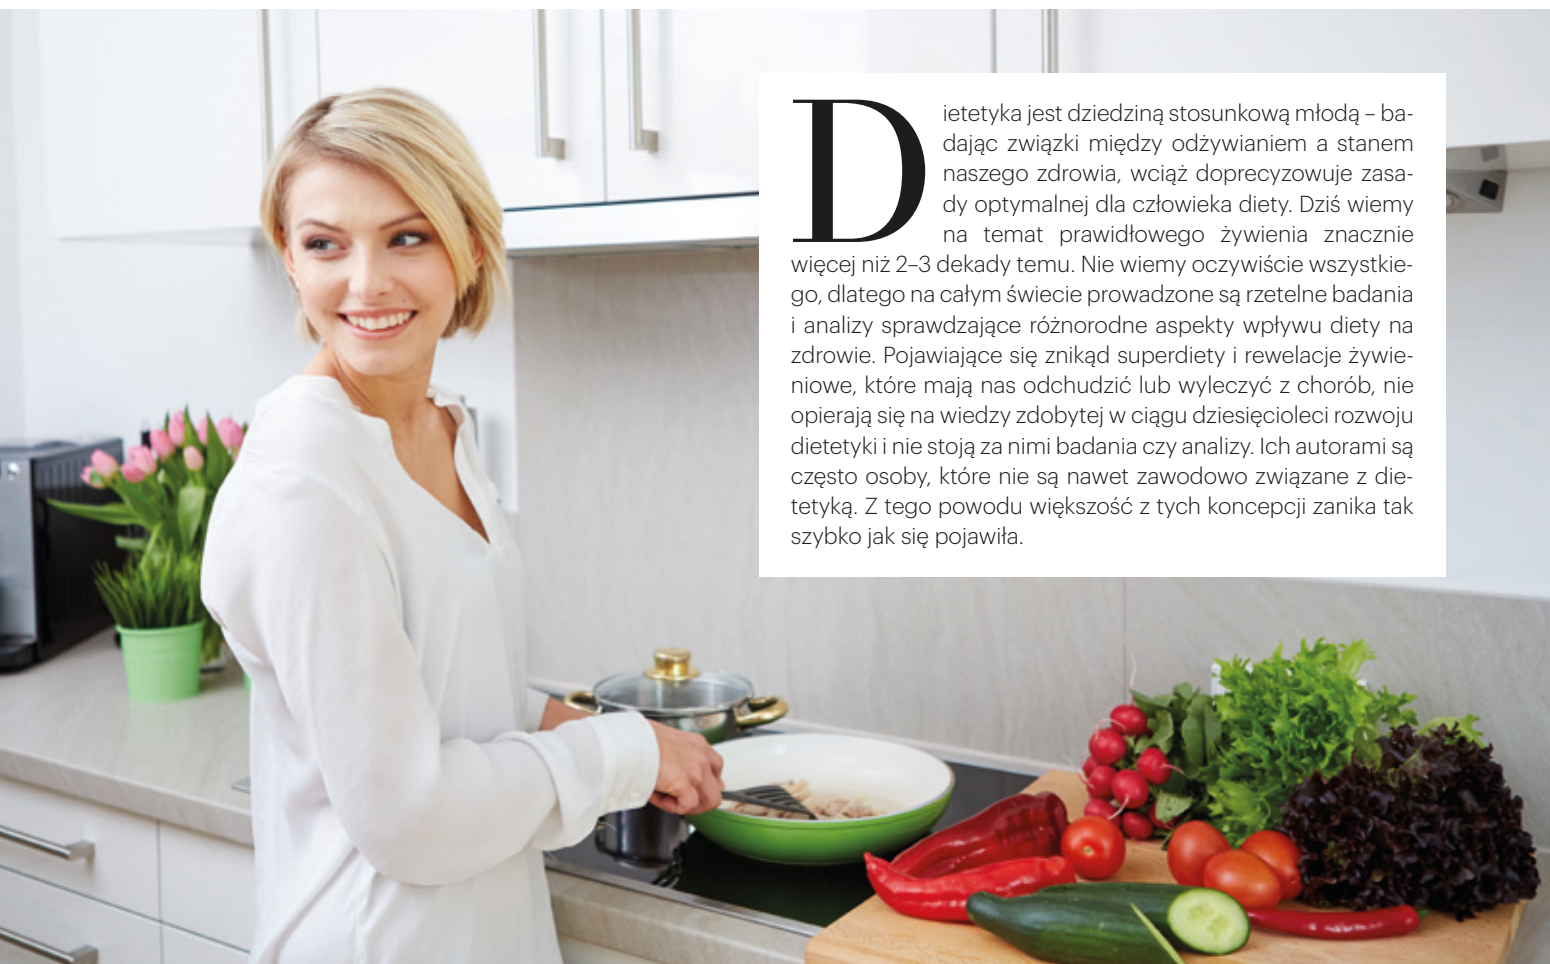 Dietetyka jest dziedziną stosunkową młodą – ba-
dając związki między odżywianiem a stanem
naszego zdrowia, wciąż doprecyzowuje zasa-
dy optymalnej dla człowieka diety. Dziś wiemy
na temat prawidłowego żywienia znacznie
więcej niż 2–3 dekady temu. Nie wiemy oczywiście wszystkie-
go, dlatego na całym świecie prowadzone są rzetelne badania
i analizy sprawdzające różnorodne aspekty wpływu diety na
zdrowie. Pojawiające się znikąd superdiety i rewelacje żywie-
niowe, które mają nas odchudzić lub wyleczyć z chorób, nie
opierają się na wiedzy zdobytej w ciągu dziesięcioleci rozwoju
dietetyki i nie stoją za nimi badania czy analizy. Ich autorami są
często osoby, które nie są nawet zawodowo związane z die-
tetyką. Z tego powodu większość z tych koncepcji zanika tak
szybko jak się pojawiła.